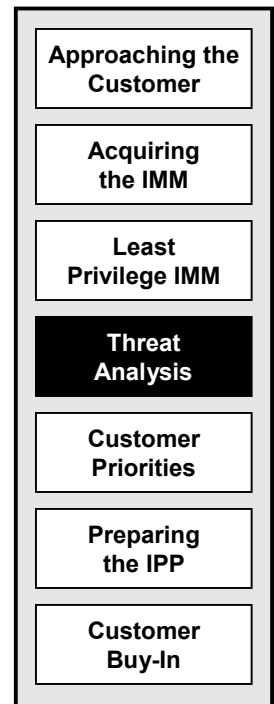 Approaching the
Customer
Acquiring
the IMM
Least
Privilege IMM
Threat
Analysis
Customer
Priorities
Preparing
the IPP
Customer
Buy-In